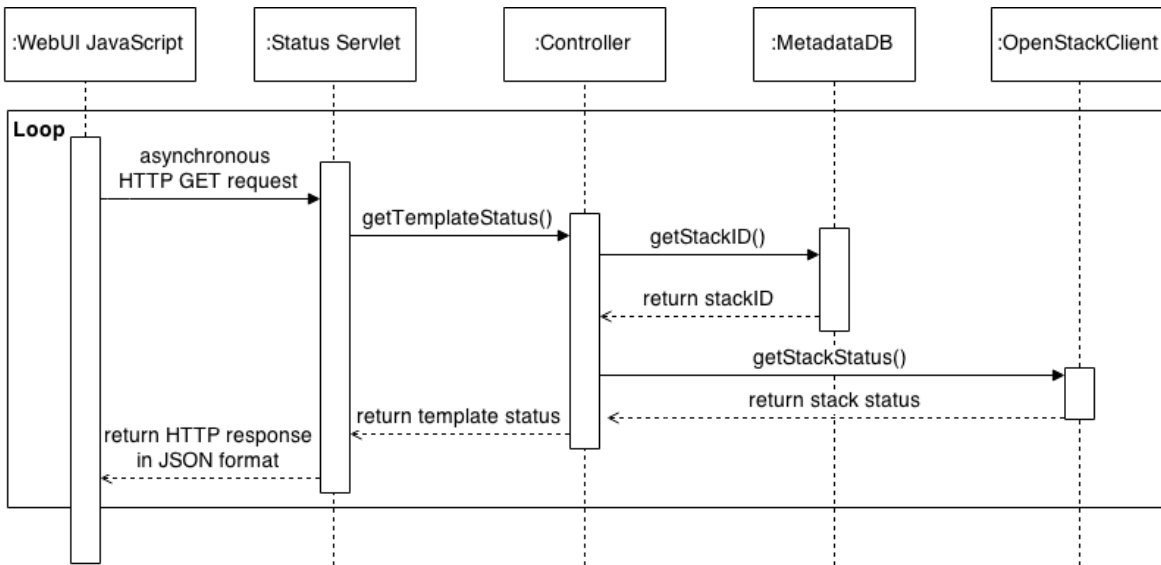 :WebUI JavaScript
:Status Servlet
:Controller
:MetadataDB
:OpenStackClient
Loop
asynchronous
HTTP GET request
getTemplateStatus()
getStackID()
return stackID
getStackStatus()
return stack status
return template status
return HTTP response
in JSON format